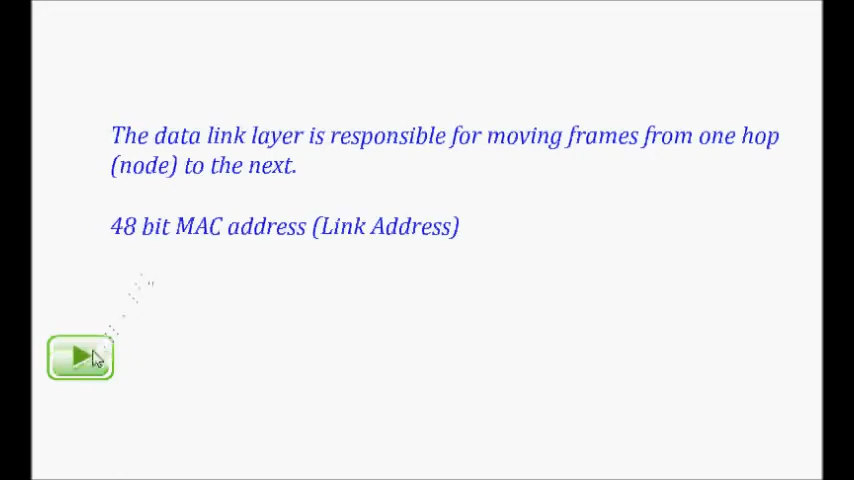 The data link layer is responsible for moving frames from one hop
(node) to the next.
48 bit MAC address (Link Address)